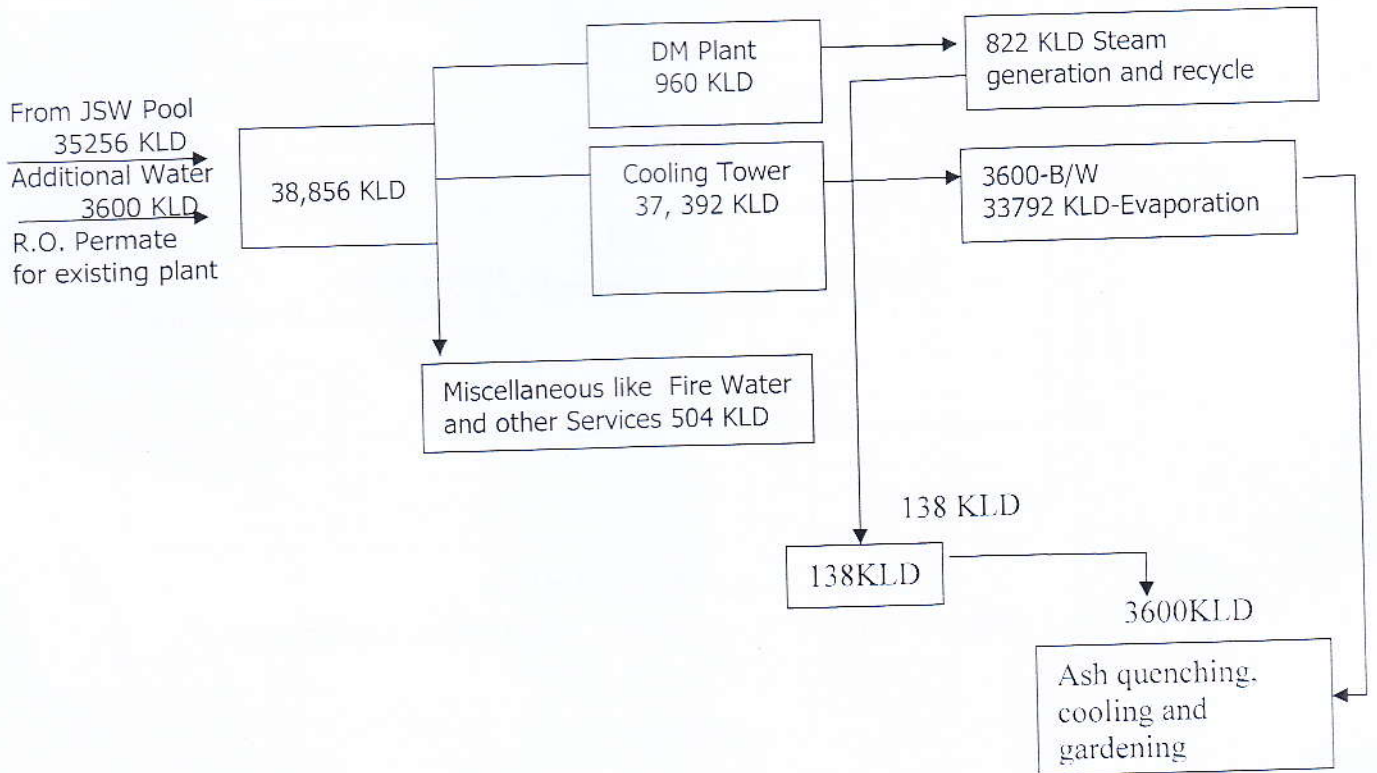 From JSW Pool
35256 KLD
Additional Water
3600 KLD
R.O. Permate
for existing plant
38,856 KLD
DM Plant
960 KLD
822 KLD Steam
generation and recycle
Cooling Tower
37, 392 KLD
3600-B/W
33792 KLD-Evaporation
Miscellaneous like Fire Water
and other Services 504 KLD
138 KLD
138KLD
3600KLD
Ash quenching,
cooling and
gardening